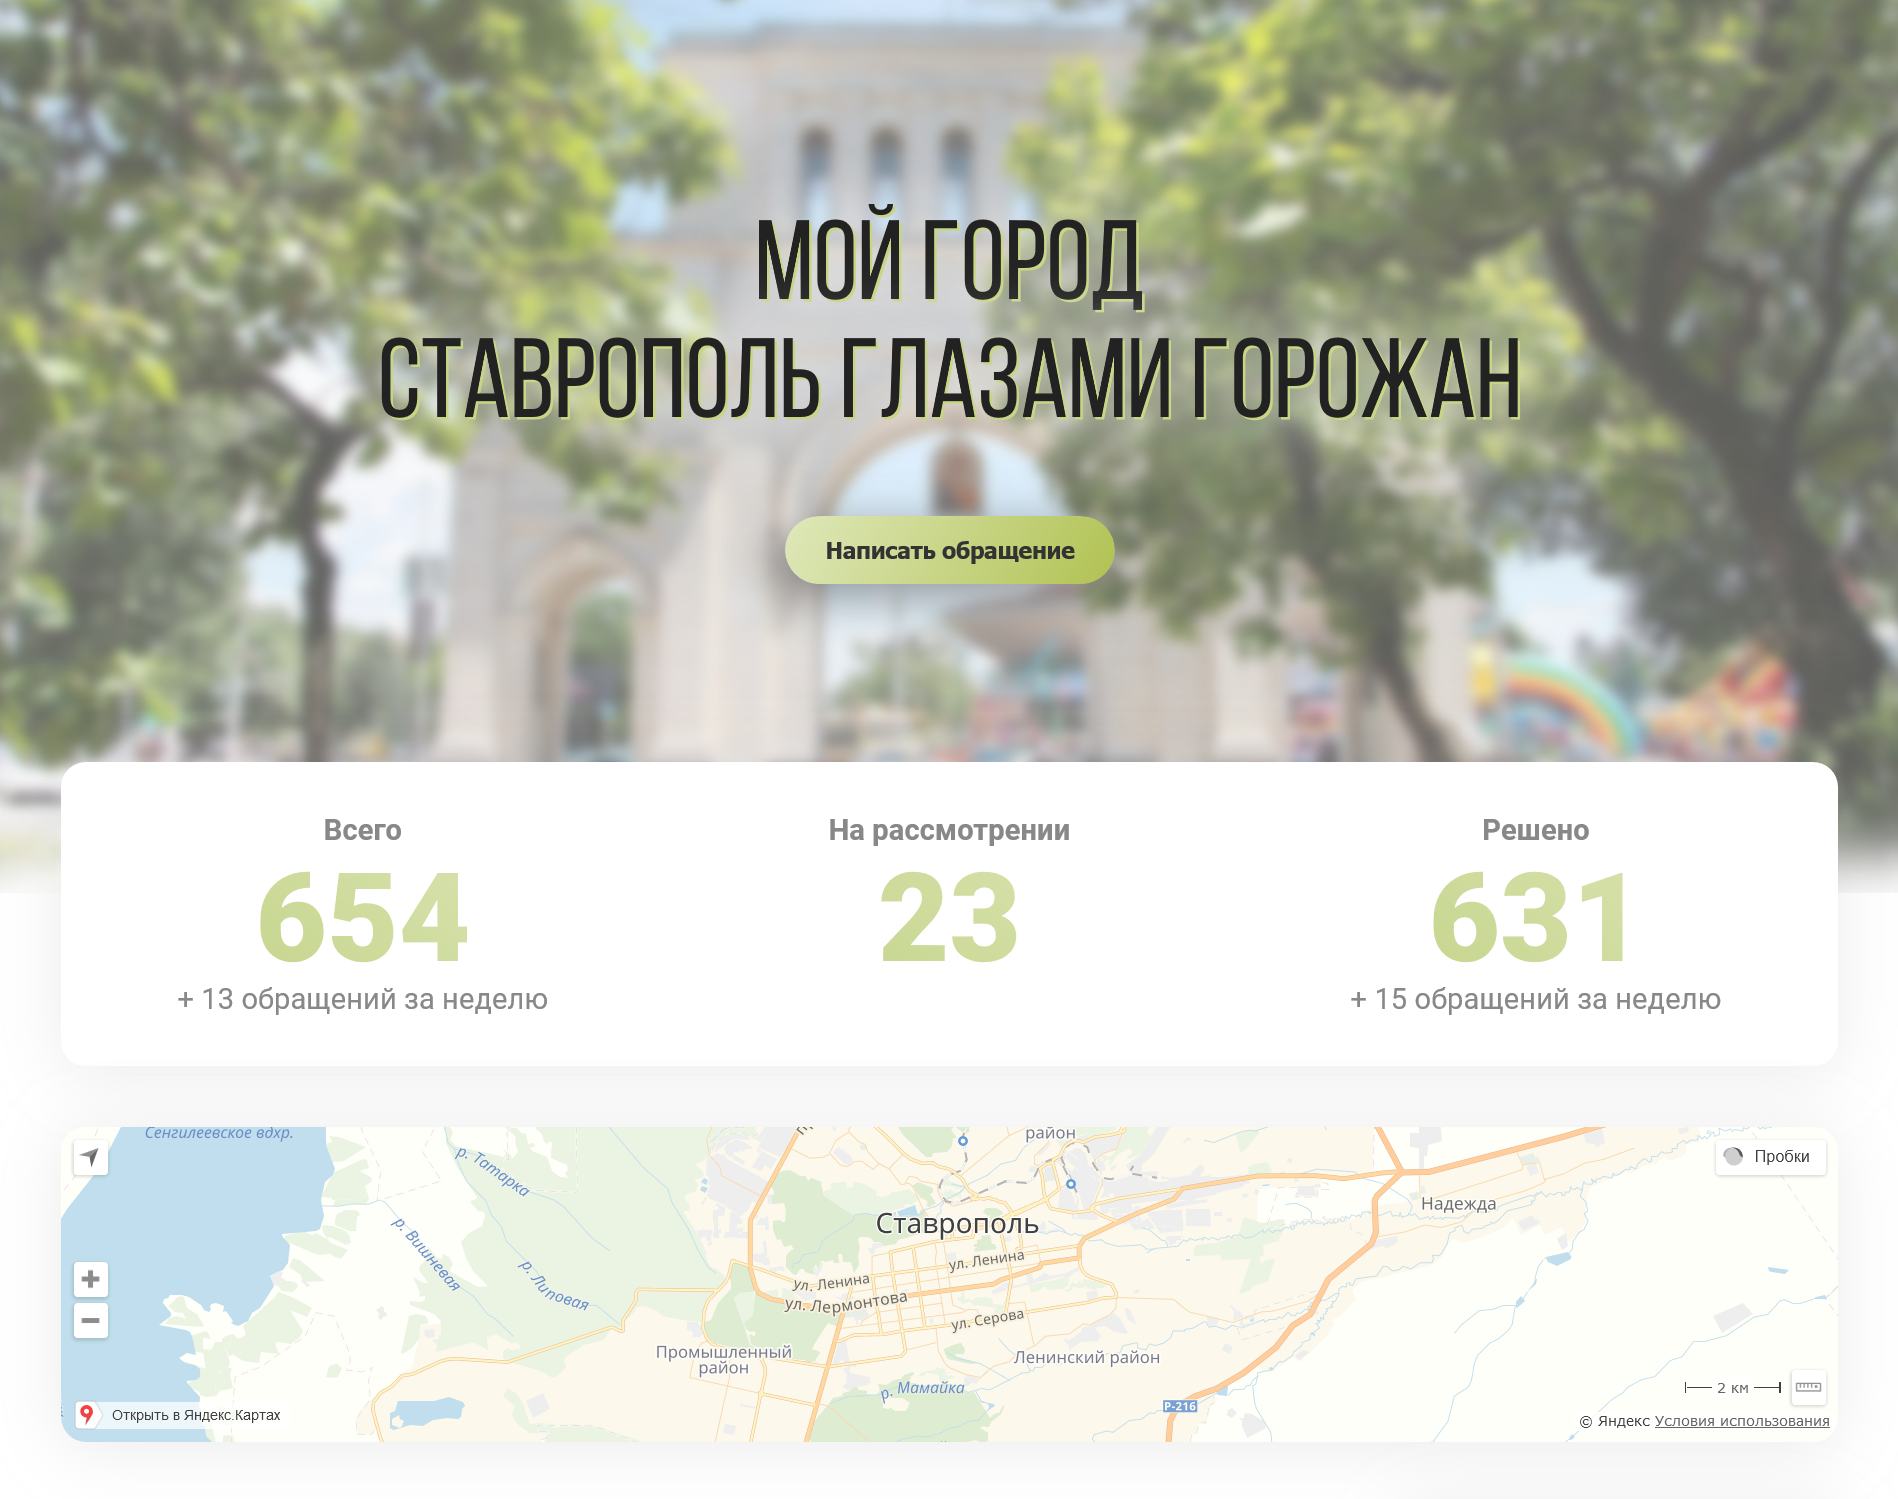 МОЙ ГОРОД
СТАВРОПОЛЬ ГЛАЗАМИ ГОРОЖАН
Написать обращение
Всего
На рассмотрении
Решено
654
23
631
+ 13 обращений за неделю
+ 15 обращений за неделю
Сенгилеевское вдхр.
район
р. Татарка
Пробки
Надежда
Ставрополь
р. Вишневая
ул. Ленина
р. Липовая
ул. Ленина
ул. Лермонтова
ул. Серова
Промышленный
район
Ленинский район
р. Мамайка
2 км
Р-216
Открыть в Яндекс.Картах
© Яндекс Условия использования